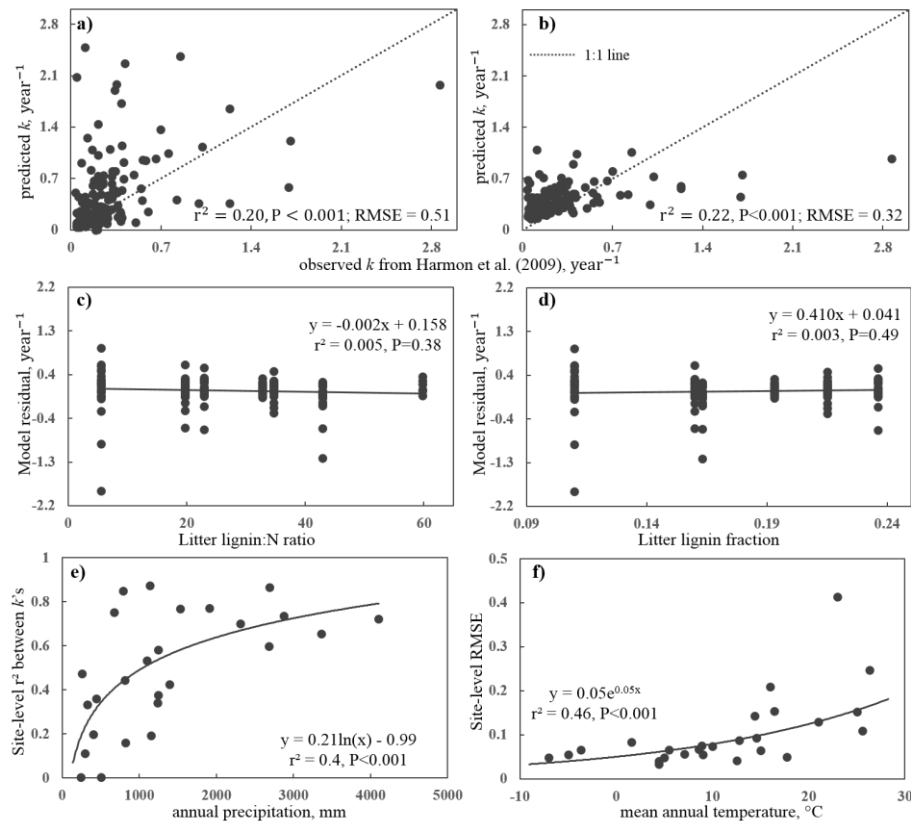 a)
2.8
2.1
1.4
0.7
0
predicted k, year⁻¹
r² = 0.20, P < 0.001; RMSE = 0.51
0 0.7 1.4 2.1 2.8
b)
2.8
2.1
1.4
0.7
0
predicted k, year⁻¹
1:1 line
r² = 0.22, P<0.001; RMSE = 0.32
0 0.7 1.4 2.1 2.8
observed k from Harmon et al. (2009), year⁻¹
c)
2.2
1.3
0.4
-0.4
-1.3
-2.2
Model residual, year⁻¹
y = -0.002x + 0.158
r² = 0.005, P=0.38
0 20 40 60
Litter lignin:N ratio
d)
2.2
1.3
0.4
-0.4
-1.3
-2.2
Model residual, year⁻¹
y = 0.410x + 0.041
r² = 0.003, P=0.49
0.09 0.14 0.19 0.24
Litter lignin fraction
e)
1
0.8
0.6
0.4
0.2
0
Site-level r² between k's
y = 0.21ln(x) - 0.99
r² = 0.4, P<0.001
0 1000 2000 3000 4000 5000
annual precipitation, mm
f)
0.5
0.4
0.3
0.2
0.1
0
Site-level RMSE
y = 0.05e⁰·⁰⁵ˣ
r² = 0.46, P<0.001
-10 0 10 20 30
mean annual temperature, °C